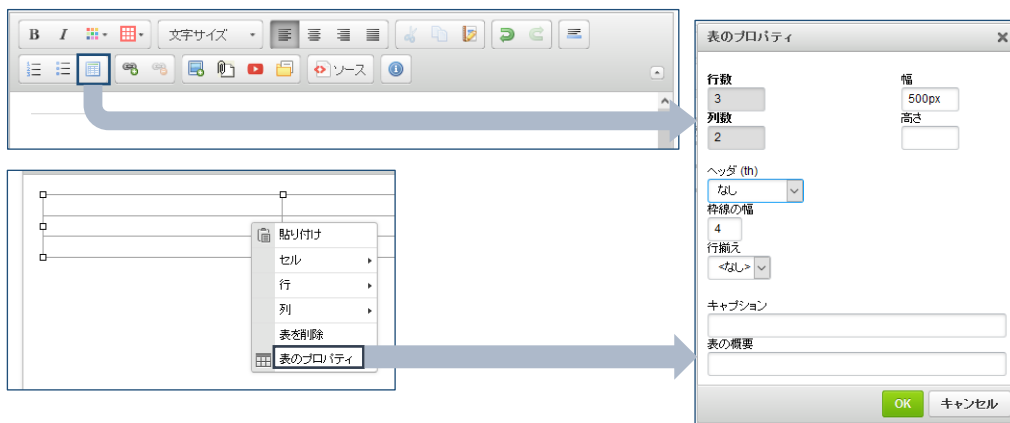 B I 文字サイズ
ソース
貼り付け
セル
行
列
表を削除
表のプロパティ
表のプロパティ
行数
3
幅
500px
列数
2
高さ
ヘッダ (th)
なし
枠線の幅
4
行揃え
<なし>
キャプション
表の概要
OK キャンセル